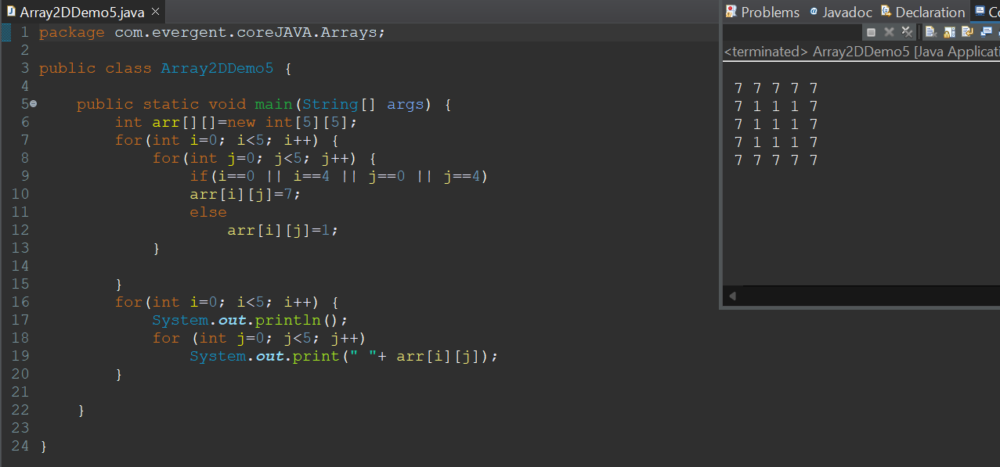 Array2DDemo5.java
1 package com.evergent.coreJAVA.Arrays;
2
3 public class Array2DDemo5 {
4
5     public static void main(String[] args) {
6         int arr[][]=new int[5][5];
7         for(int i=0; i<5; i++) {
8             for(int j=0; j<5; j++) {
9                 if(i==0 || i==4 || j==0 || j==4)
10                 arr[i][j]=7;
11                 else
12                     arr[i][j]=1;
13             }
14
15         }
16         for(int i=0; i<5; i++) {
17             System.out.println();
18             for (int j=0; j<5; j++)
19                 System.out.print(" "+ arr[i][j]);
20         }
21
22     }
23
24 }
Problems @ Javadoc Declaration
<terminated> Array2DDemo5 [Java Applicati
7 7 7 7 7
7 1 1 1 7
7 1 1 1 7
7 1 1 1 7
7 7 7 7 7